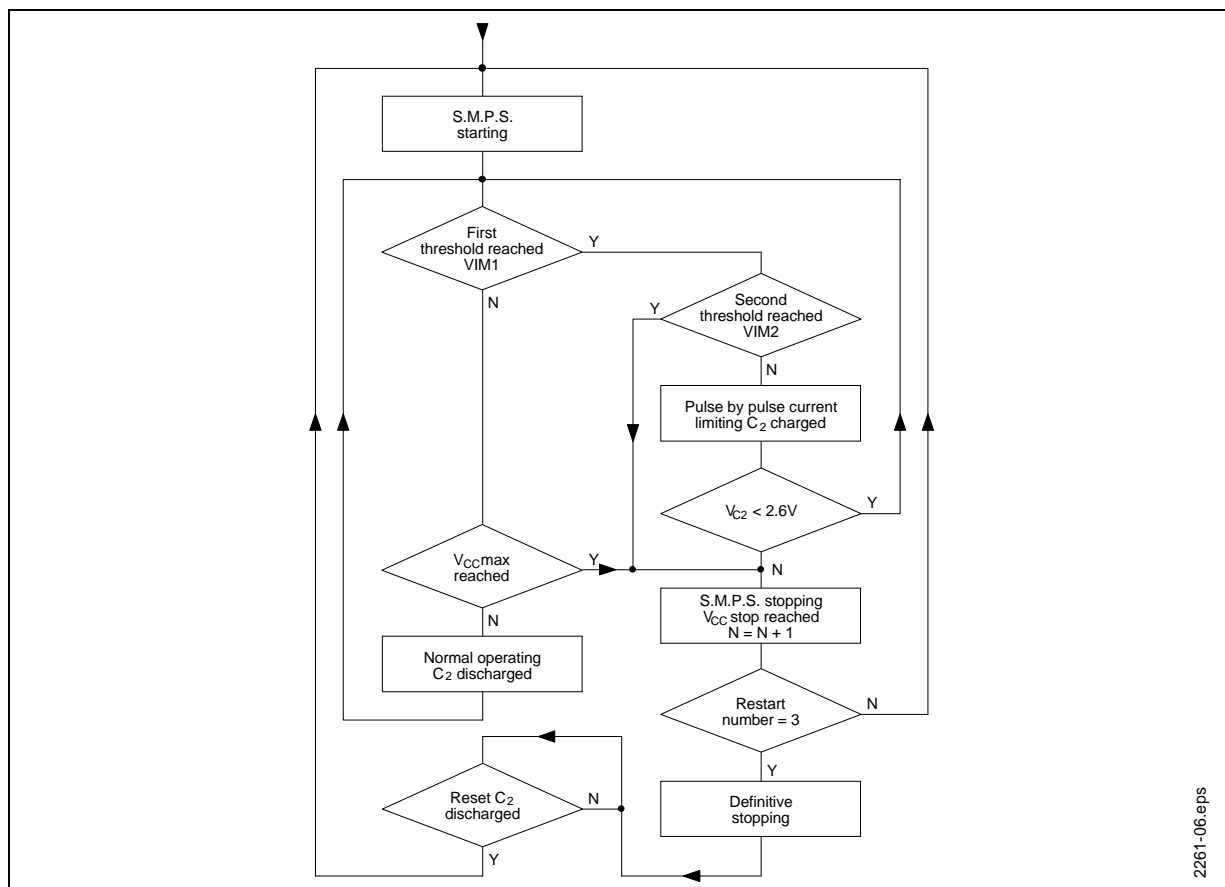 S.M.P.S.
starting
First
threshold reached
VIM1
Y
N
Second
threshold reached
VIM2
Y
N
Pulse by pulse current
limiting C2 charged
VC2 < 2.6V
Y
N
VCCmax
reached
Y
N
Normal operating
C2 discharged
S.M.P.S. stopping
VCC stop reached
N = N + 1
Restart
number = 3
N
Y
Definitive
stopping
Reset C2
discharged
N
Y
2261-06.eps